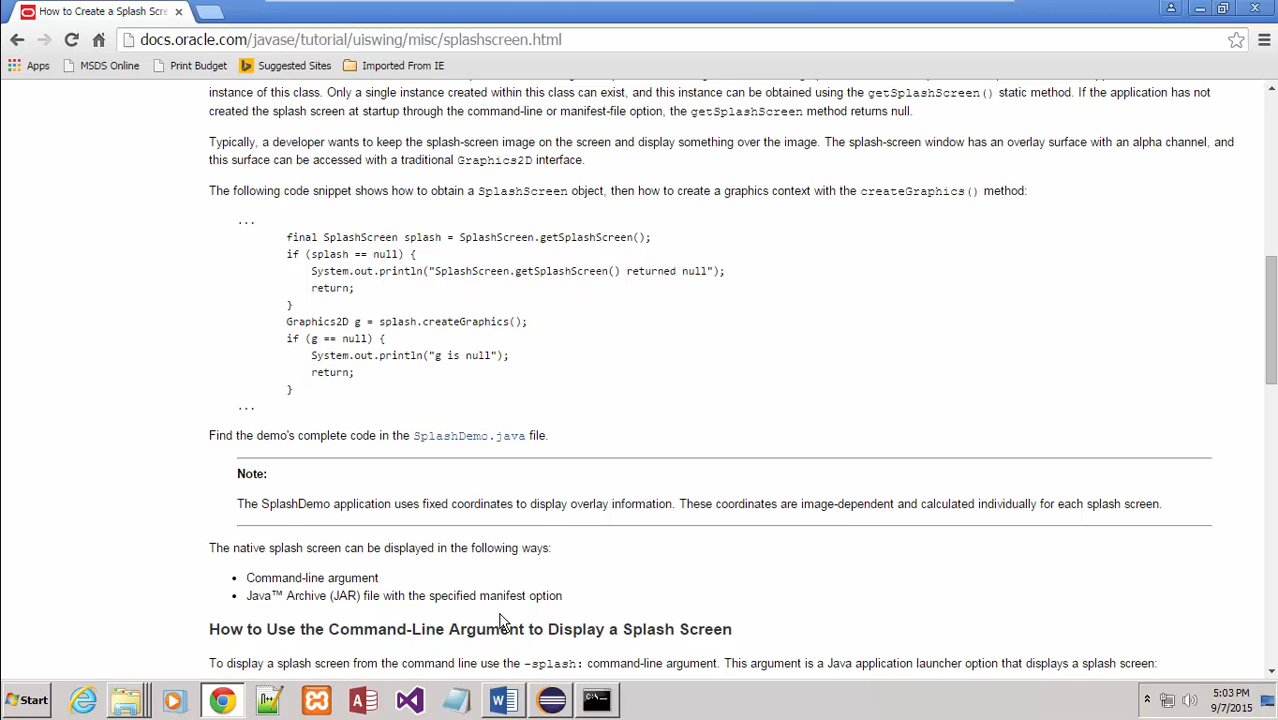 How to Create a Splash Scre
docs.oracle.com/javase/tutorial/uiswing/misc/splashscreen.html
Apps MSDS Online Print Budget Suggested Sites Imported From IE
instance of this class. Only a single instance created within this class can exist, and this instance can be obtained using the getSplashScreen() static method. If the application has not
created the splash screen at startup through the command-line or manifest-file option, the getSplashScreen method returns null.
Typically, a developer wants to keep the splash-screen image on the screen and display something over the image. The splash-screen window has an overlay surface with an alpha channel, and
this surface can be accessed with a traditional Graphics2D interface.
The following code snippet shows how to obtain a SplashScreen object, then how to create a graphics context with the createGraphics() method:
...
final SplashScreen splash = SplashScreen.getSplashScreen();
if (splash == null) {
System.out.println("SplashScreen.getSplashScreen() returned null");
return;
}
Graphics2D g = splash.createGraphics();
if (g == null) {
System.out.println("g is null");
return;
}
...
Find the demo's complete code in the SplashDemo.java file.
Note:
The SplashDemo application uses fixed coordinates to display overlay information. These coordinates are image-dependent and calculated individually for each splash screen.
The native splash screen can be displayed in the following ways:
• Command-line argument
• Java™ Archive (JAR) file with the specified manifest option
How to Use the Command-Line Argument to Display a Splash Screen
To display a splash screen from the command line use the -splash: command-line argument. This argument is a Java application launcher option that displays a splash screen:
Start
5:03 PM
9/7/2015